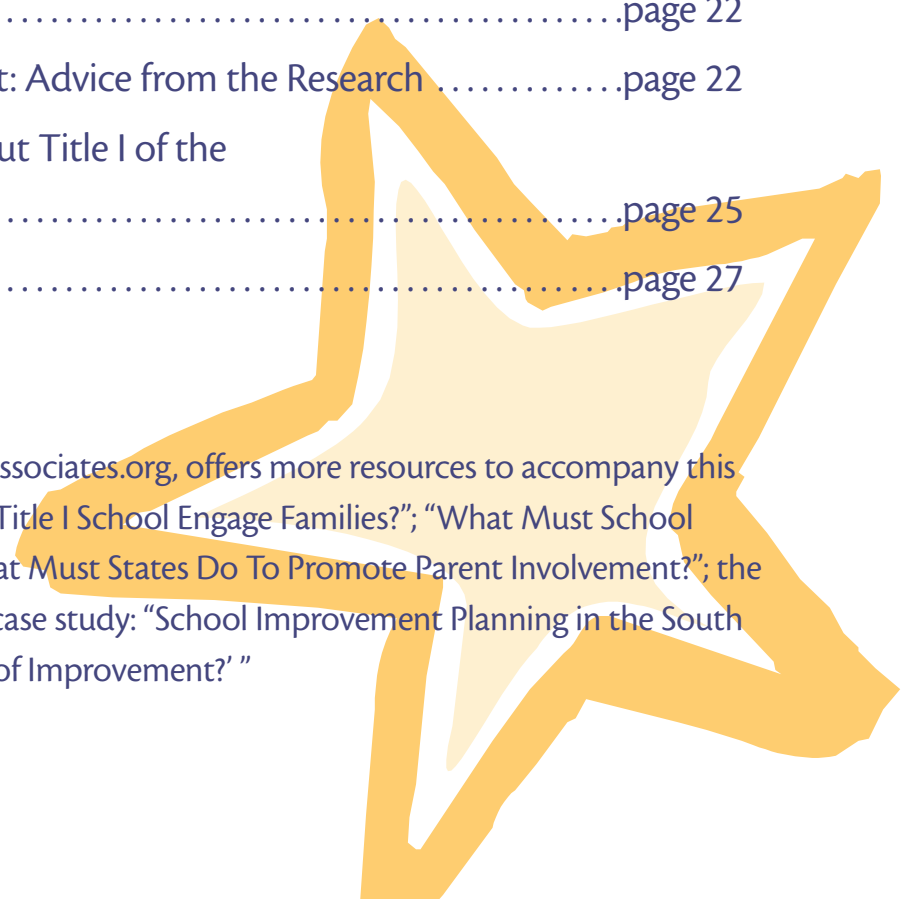 . . . . . . . . . . . . . . . . . . . . . . . . . . . . . . . . . . . . . . . . . .page 22
t: Advice from the Research . . . . . . . . . . . . .page 22
ut Title I of the
. . . . . . . . . . . . . . . . . . . . . . . . . . . . . . . . . . . . . . . . . .page 25
. . . . . . . . . . . . . . . . . . . . . . . . . . . . . . . . . . . . . . . . . .page 27
ssociates.org, offers more resources to accompany this
Title I School Engage Families?”; “What Must School
at Must States Do To Promote Parent Involvement?”; the
case study: “School Improvement Planning in the South
of Improvement?’ ”